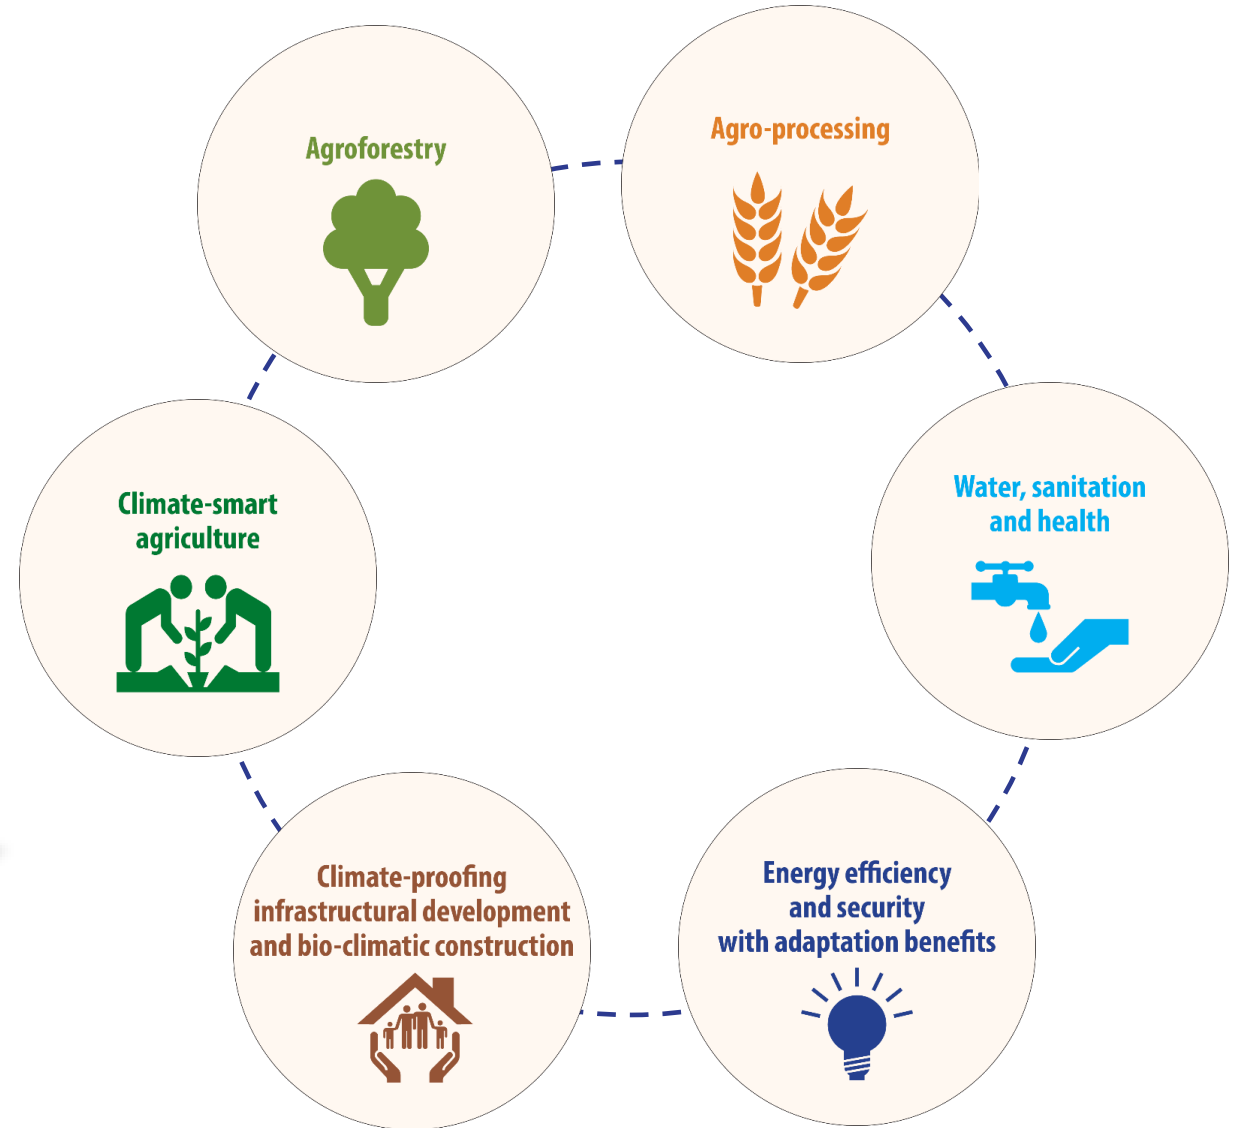 Agroforestry
Agro-processing
Climate-smart
agriculture
Water, sanitation
and health
Climate-proofing
infrastructural development
and bio-climatic construction
Energy efficiency
and security
with adaptation benefits